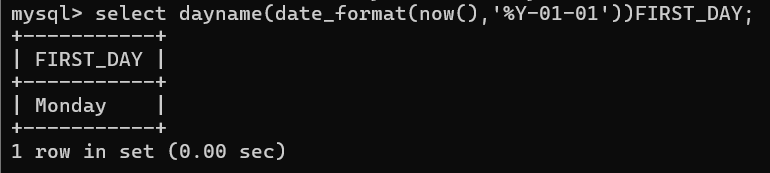 mysql> select dayname(date_format(now(),'%Y-01-01'))FIRST_DAY;
+-----------+
| FIRST_DAY |
+-----------+
| Monday    |
+-----------+
1 row in set (0.00 sec)